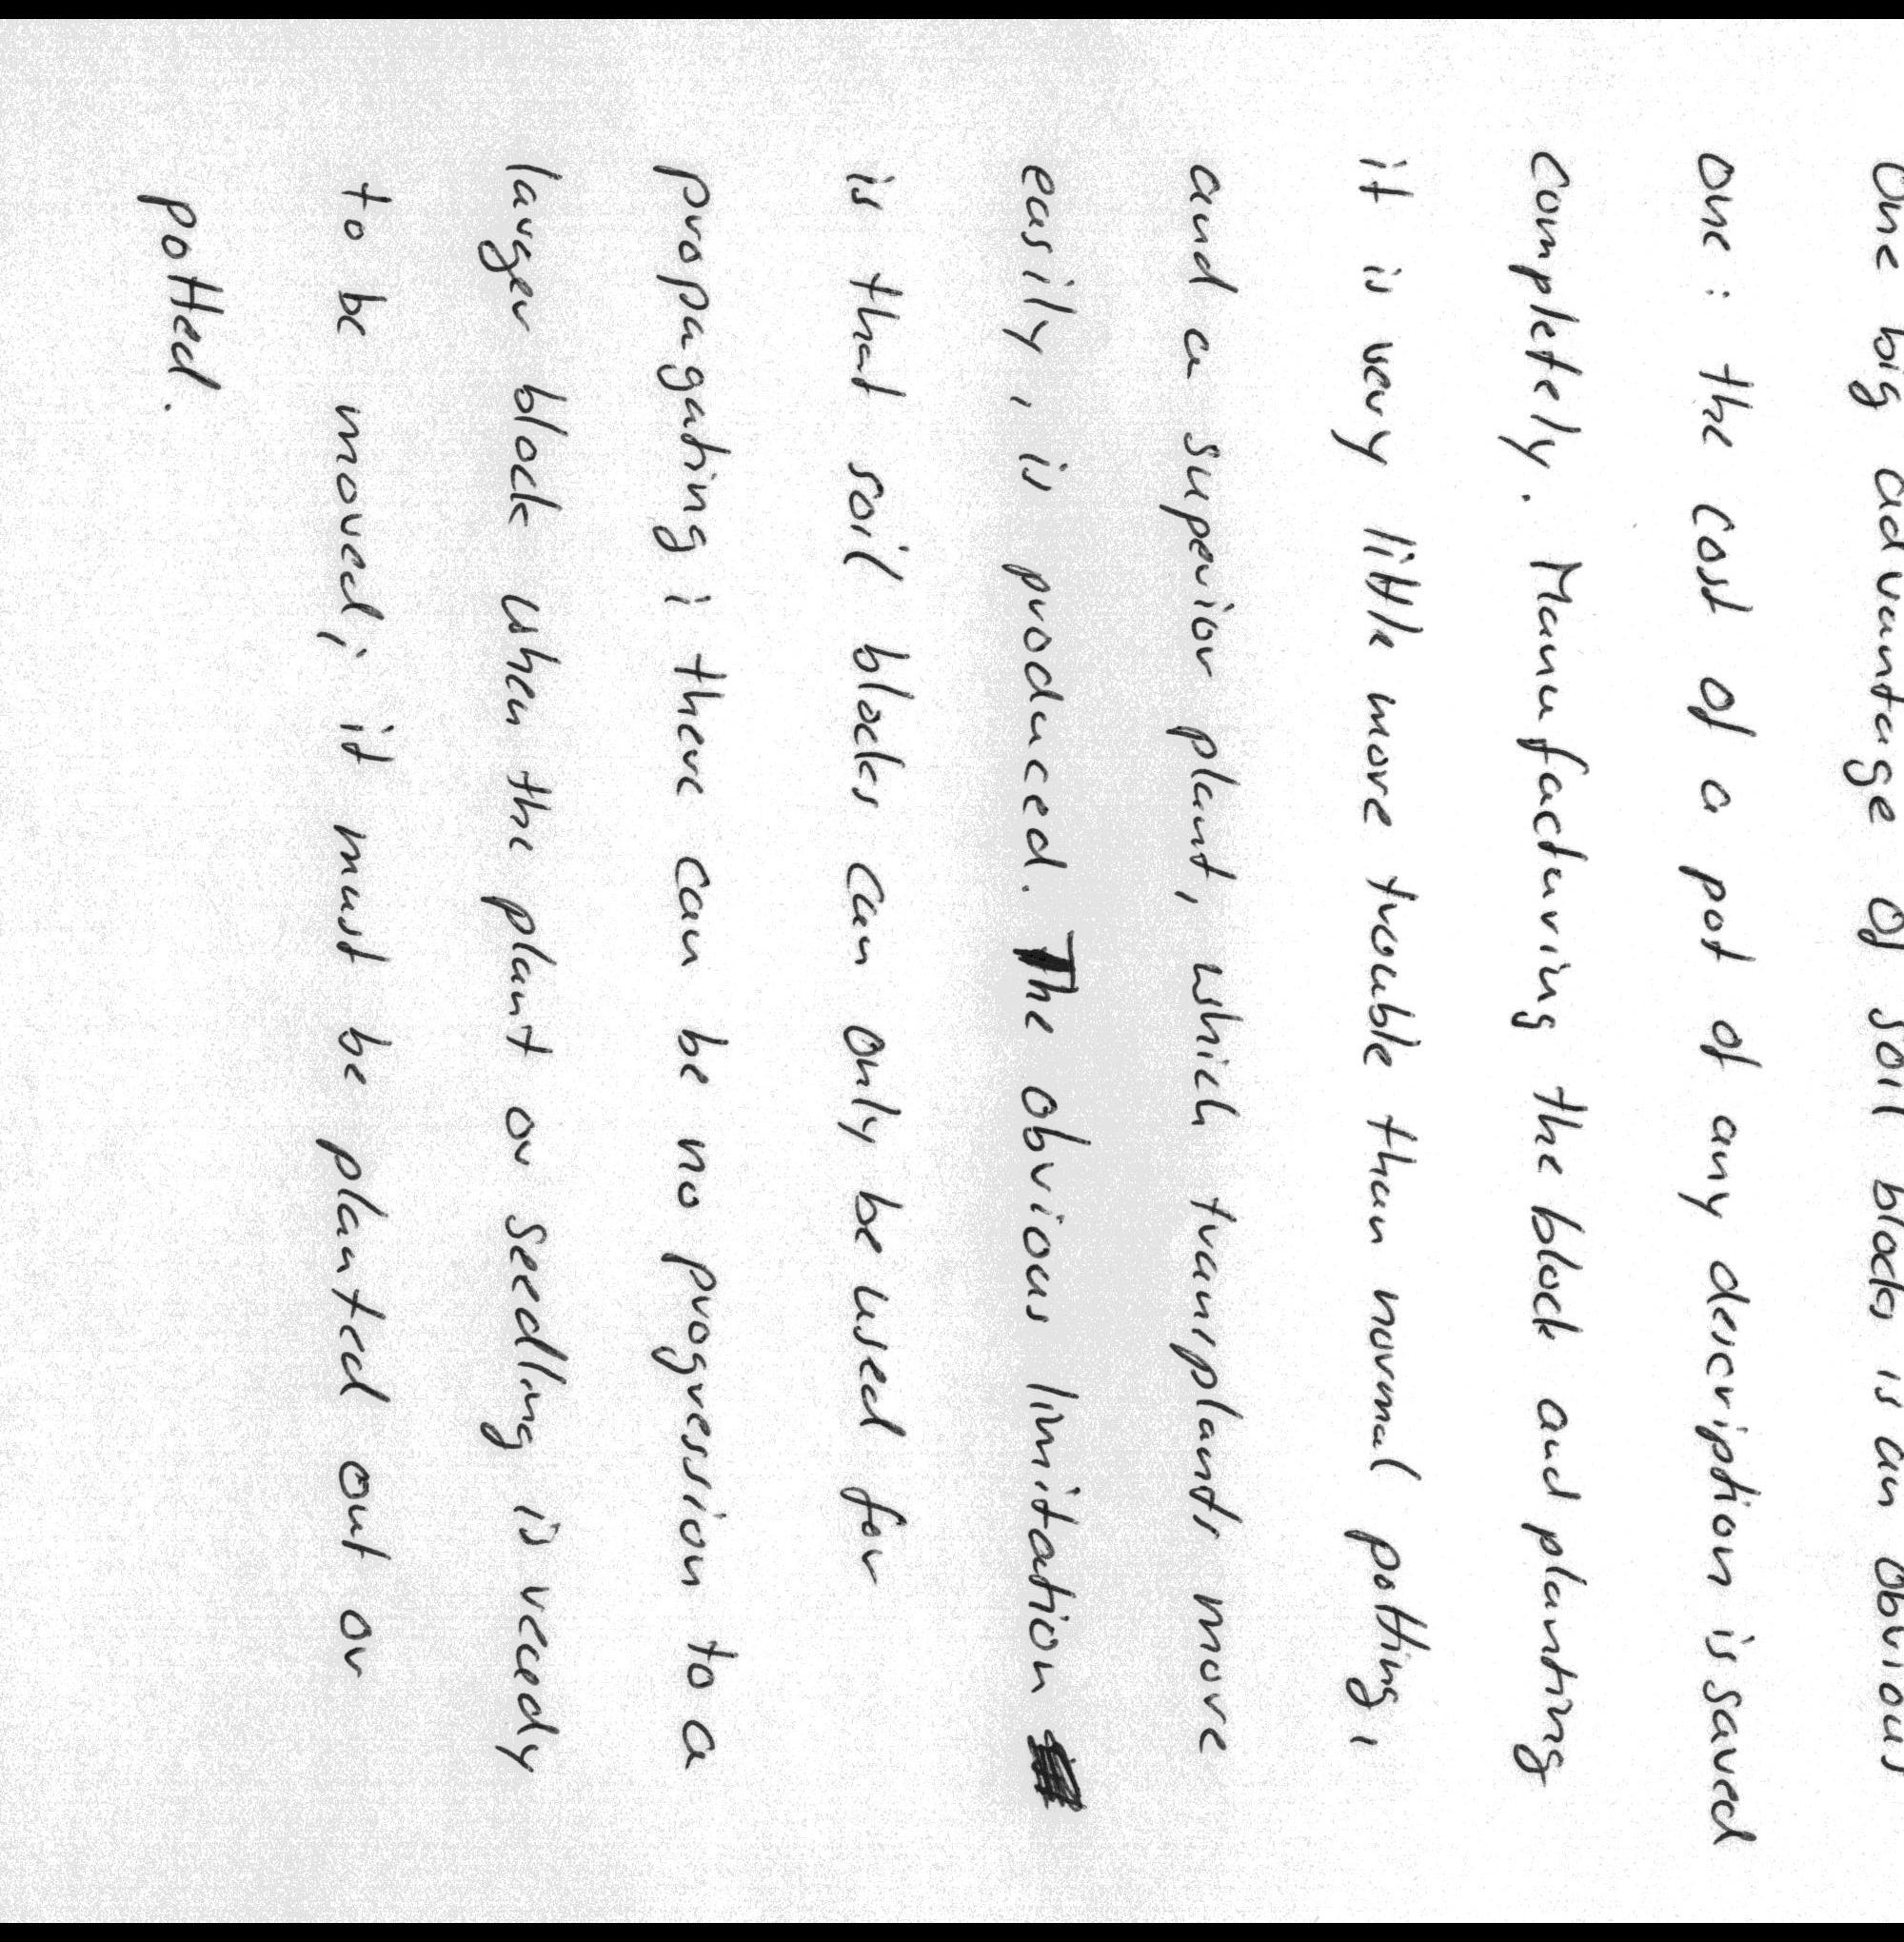 One big advantage of soil blocks is an obvious
one: the cost of a pot of any description is saved
completely. Manufacturing the block and planting
it is very little more trouble than normal potting,
and a superior plant, which transplants more
easily, is produced. The obvious limitation
is that soil blocks can only be used for
propagating; there can be no progression to a
larger block when the plant or seedling is ready
to be moved; it must be planted out or
potted.